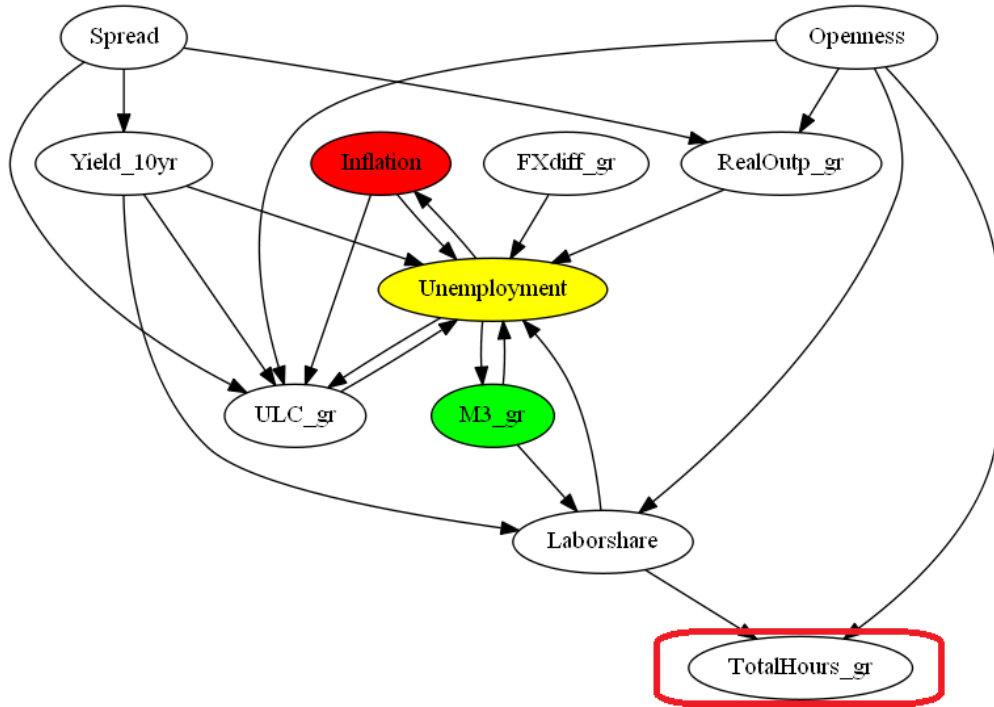 Spread
Openness
Yield_10yr
Inflation
FXdiff_gr
RealOutp_gr
Unemployment
ULC_gr
M3_gr
Laborshare
TotalHours_gr